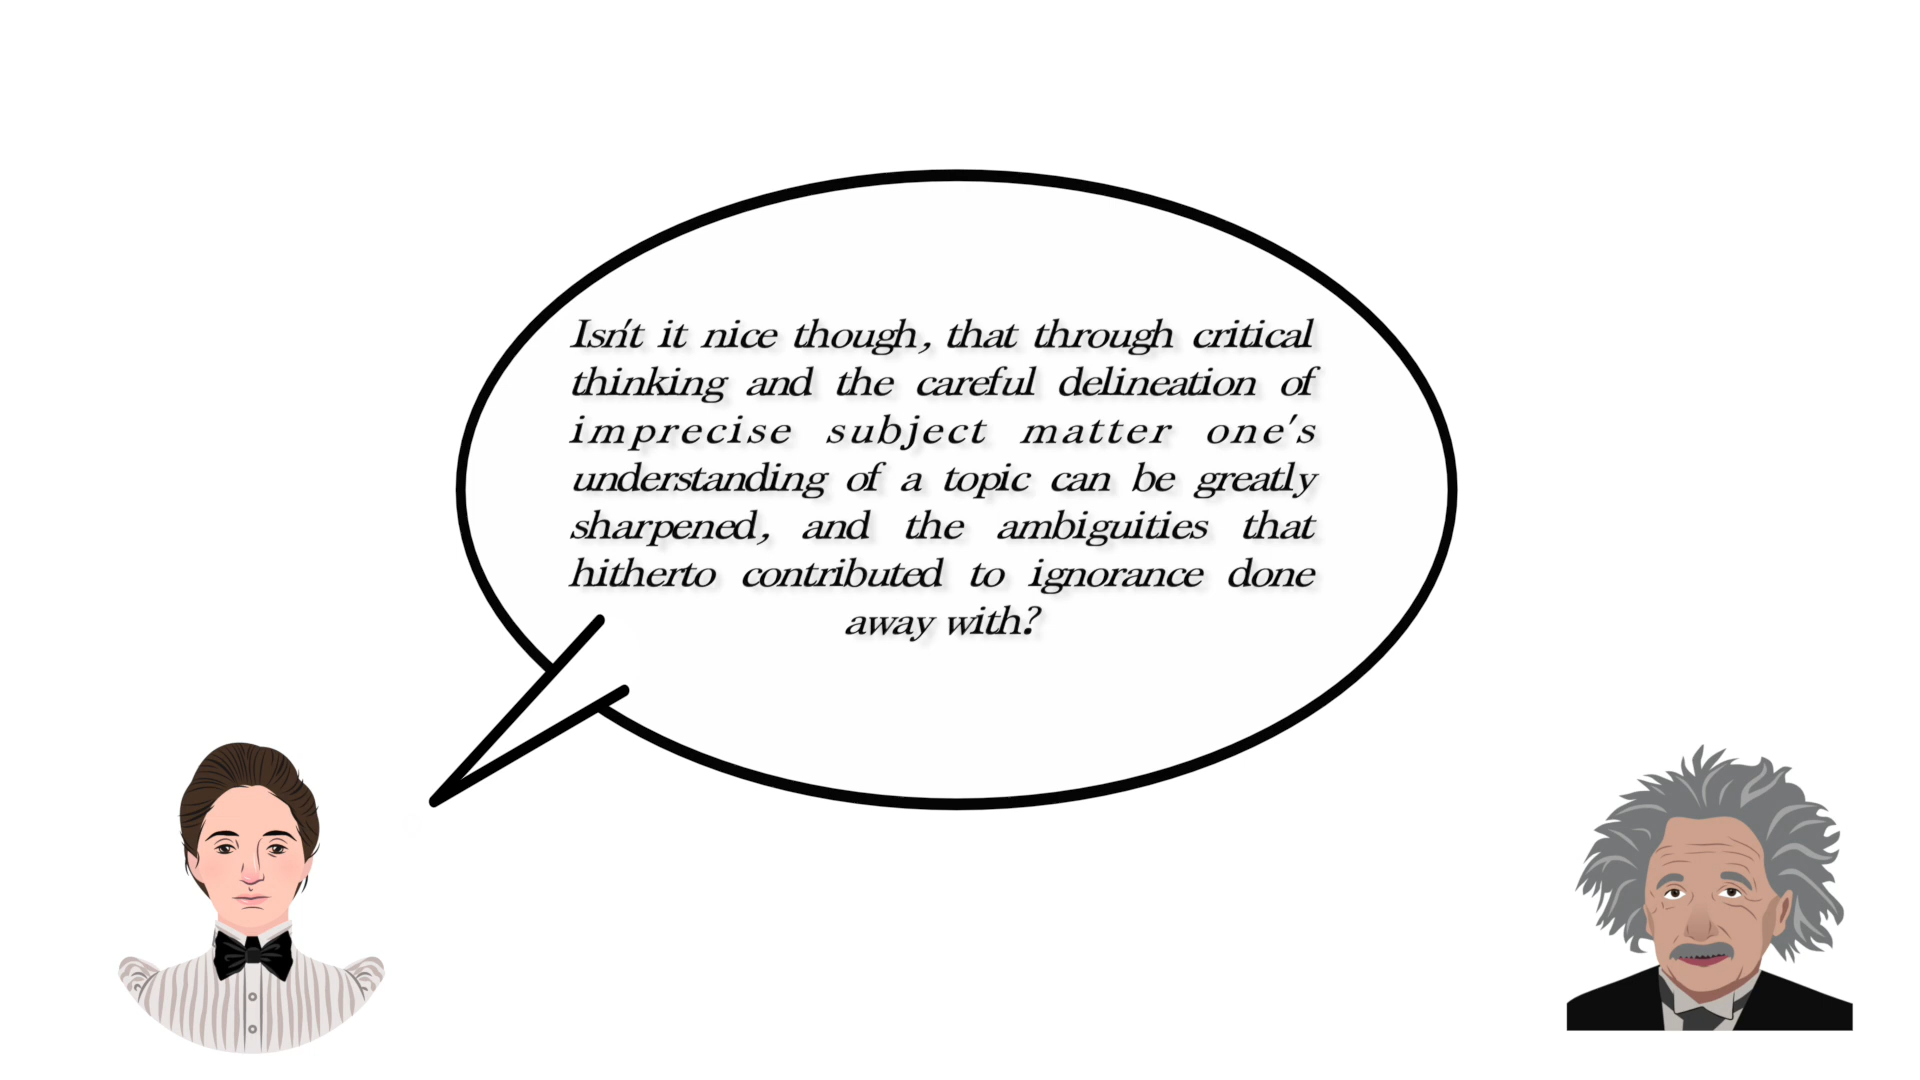 Isn't it nice though, that through critical
thinking and the careful delineation of
imprecise subject matter one's
understanding of a topic can be greatly
sharpened, and the ambiguities that
hitherto contributed to ignorance done
away with?